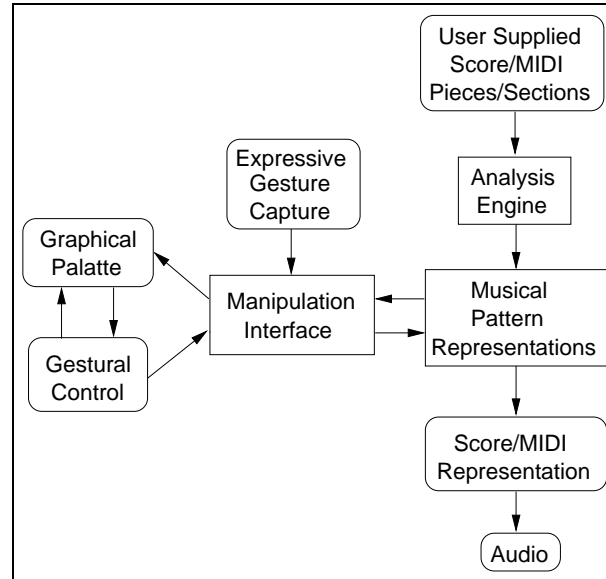 User Supplied
Score/MIDI
Pieces/Sections
Expressive
Gesture
Capture
Analysis
Engine
Graphical
Palatte
Manipulation
Interface
Musical
Pattern
Representations
Gestural
Control
Score/MIDI
Representation
Audio